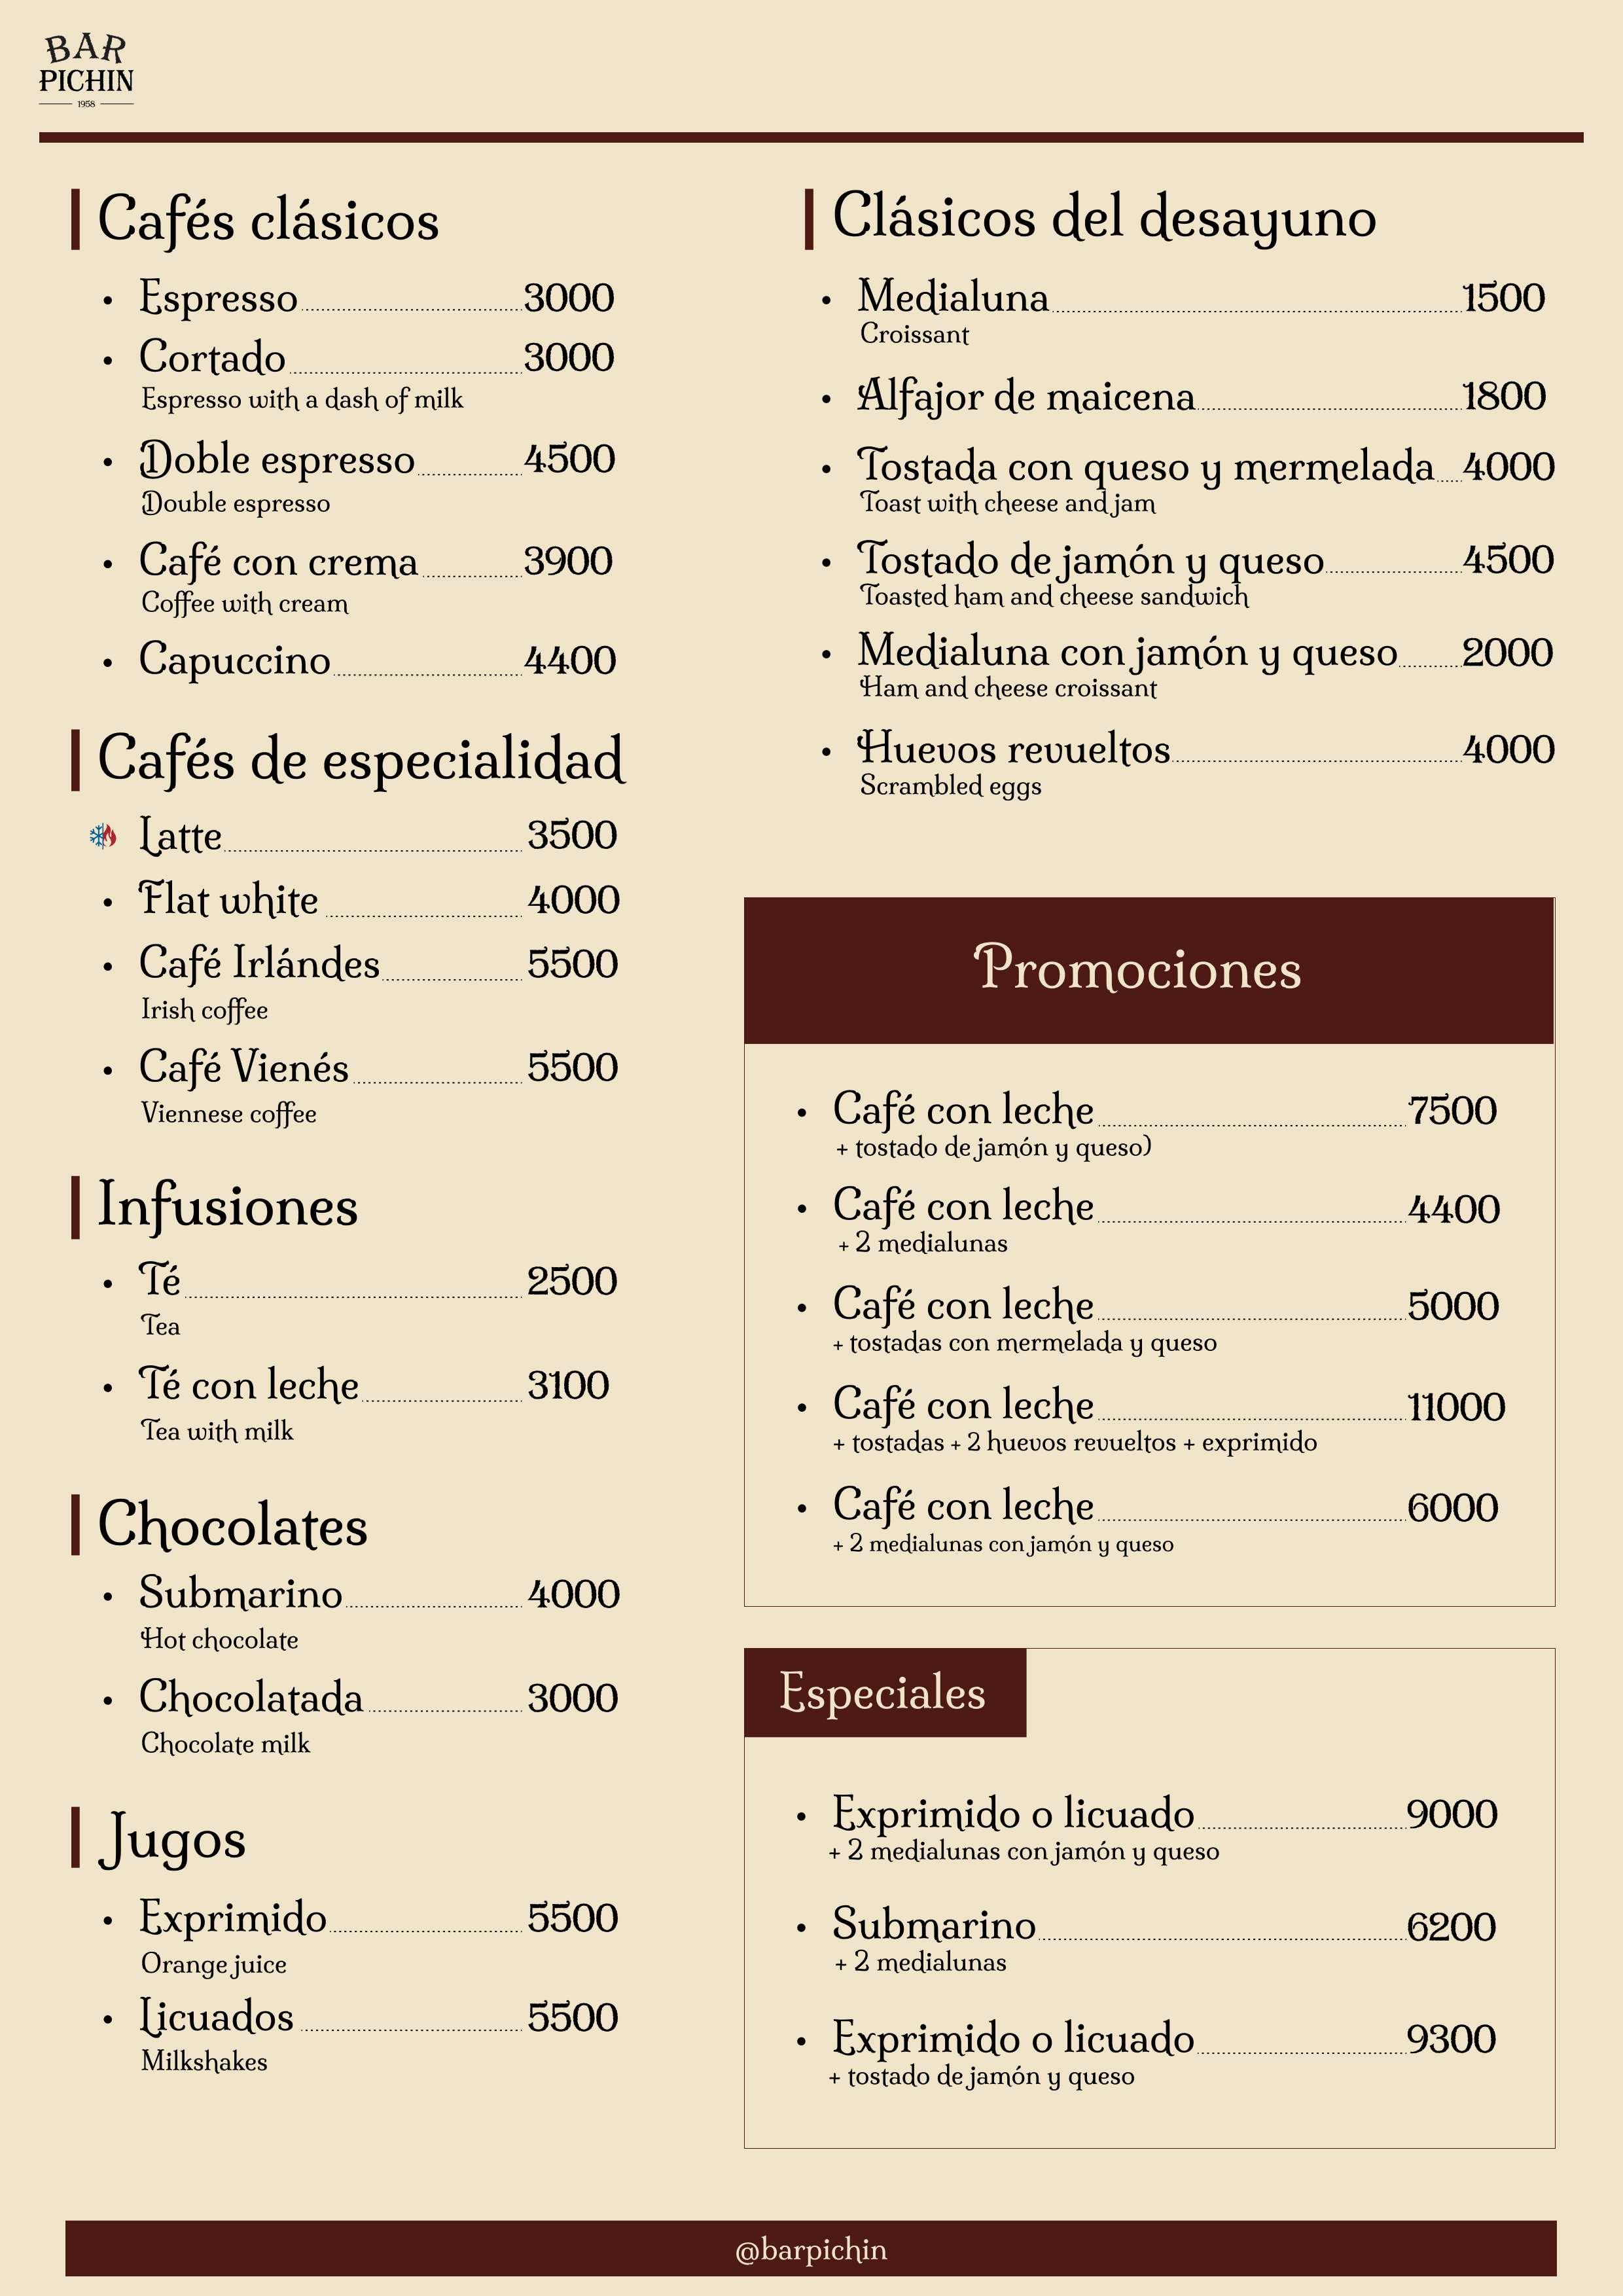 BAR
PICHIN
1958
Cafés clásicos
• Espresso 3000
• Cortado 3000
Espresso with a dash of milk
• Doble espresso 4500
Double espresso
• Café con crema 3900
Coffee with cream
• Capuccino 4400
Cafés de especialidad
Latte 3500
• Flat white 4000
• Café Irlándes 5500
Irish coffee
• Café Vienés 5500
Viennese coffee
Infusiones
• Té 2500
Tea
• Té con leche 3100
Tea with milk
Chocolates
• Submarino 4000
Hot chocolate
• Chocolatada 3000
Chocolate milk
Jugos
• Exprimido 5500
Orange juice
• Licuados 5500
Milkshakes
Clásicos del desayuno
• Medialuna 1500
Croissant
• Alfajor de maicena 1800
• Tostada con queso y mermelada 4000
Toast with cheese and jam
• Tostado de jamón y queso 4500
Toasted ham and cheese sandwich
• Medialuna con jamón y queso 2000
Ham and cheese croissant
• Huevos revueltos 4000
Scrambled eggs
Promociones
• Café con leche 7500
+ tostado de jamón y queso)
• Café con leche 4400
+ 2 medialunas
• Café con leche 5000
+ tostadas con mermelada y queso
• Café con leche 11000
+ tostadas + 2 huevos revueltos + exprimido
• Café con leche 6000
+ 2 medialunas con jamón y queso
Especiales
• Exprimido o licuado 9000
+ 2 medialunas con jamón y queso
• Submarino 6200
+ 2 medialunas
• Exprimido o licuado 9300
+ tostado de jamón y queso
@barpichin